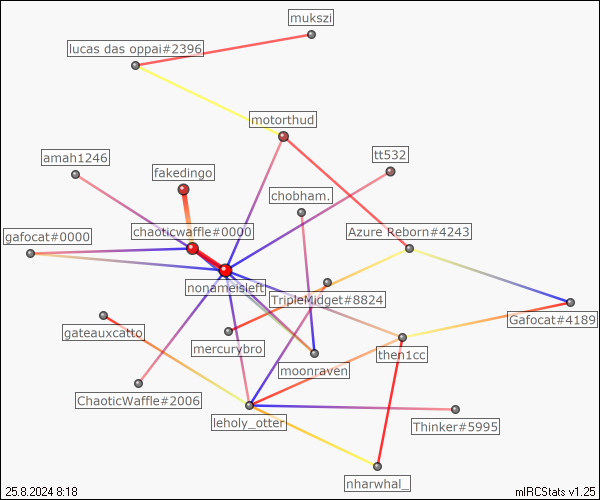 mukszi
lucas das oppai#2396
motorthud
amah1246
tt532
fakedingo
chobham.
chaoticwaffle#0000
Azure Reborn#4243
gafocat#0000
nonameisleft
TripleMidget#8824
Gafocat#4189
gateauxcatto
mercurybro
then1cc
moonraven
ChaoticWaffle#2006
leholy_otter
Thinker#5995
nharwhal_
25.8.2024 8:18
mIRCStats v1.25